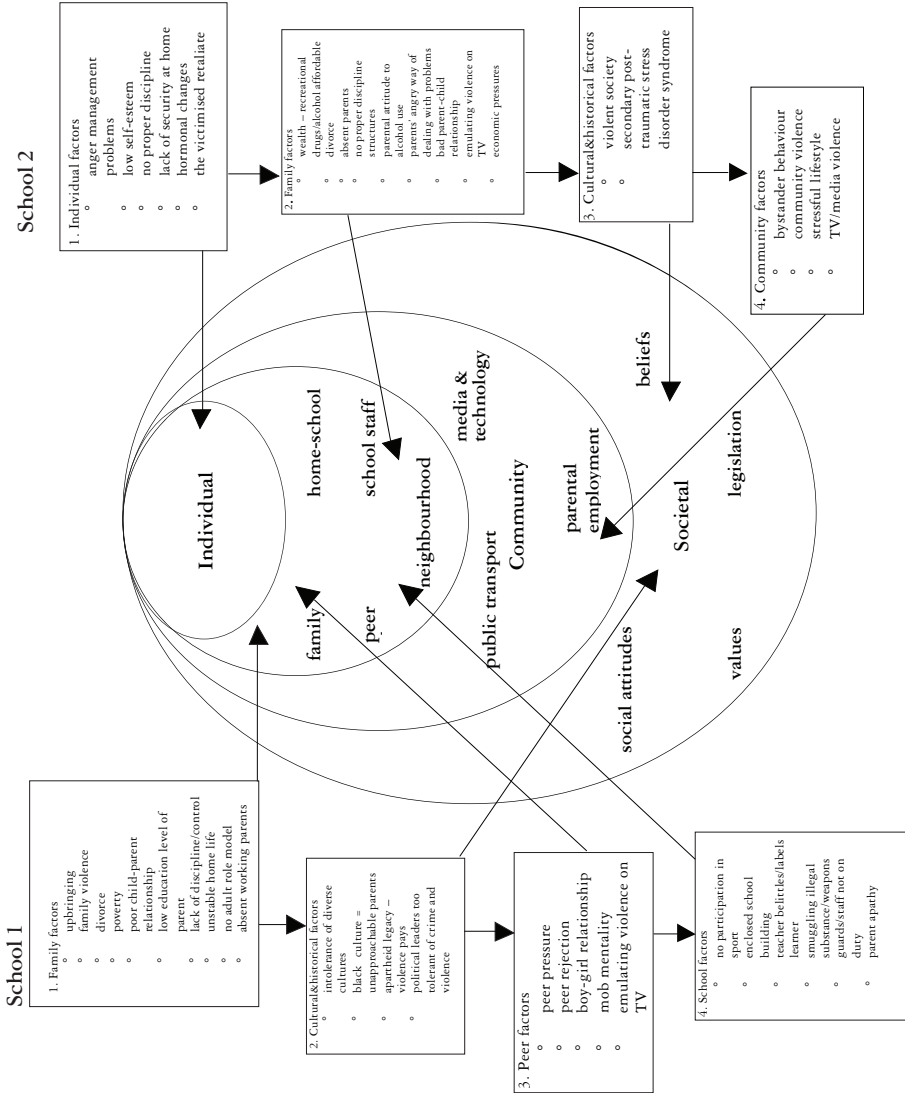 School 1
1. Family factors
° upbringing
° family violence
° divorce
° poverty
° poor child-parent
relationship
° low education level of
parent
° lack of discipline/control
° unstable home life
° no adult role model
° absent working parents
2. Cultural&historical factors
° intolerance of diverse
cultures
° black culture =
unapproachable parents
° apartheid legacy –
violence pays
° political leaders too
tolerant of crime and
violence
3. Peer factors
° peer pressure
° peer rejection
° boy-girl relationship
° mob mentality
° emulating violence on
TV
4. School factors
° no participation in
sport
° enclosed school
building
° teacher belittles/labels
learner
° smuggling illegal
substance/weapons
° guards/staff not on
duty
° parent apathy
Individual
family
home-school
peer
school staff
neighbourhood
public transport
media &
technology
Community
parental
employment
social attitudes
beliefs
Societal
values
legislation
School 2
1. Individual factors
° anger management
problems
° low self-esteem
° no proper discipline
° lack of security at home
° hormonal changes
° the victimised retaliate
2. Family factors
° wealth – recreational
drugs/alcohol affordable
° divorce
° absent parents
° no proper discipline
structures
° parental attitude to
alcohol use
° parents' angry way of
dealing with problems
° bad parent-child
relationship
° emulating violence on
TV
° economic pressures
3. Cultural&historical factors
° violent society
° secondary post-
traumatic stress
disorder syndrome
4. Community factors
° bystander behaviour
° community violence
° stressful lifestyle
° TV/media violence